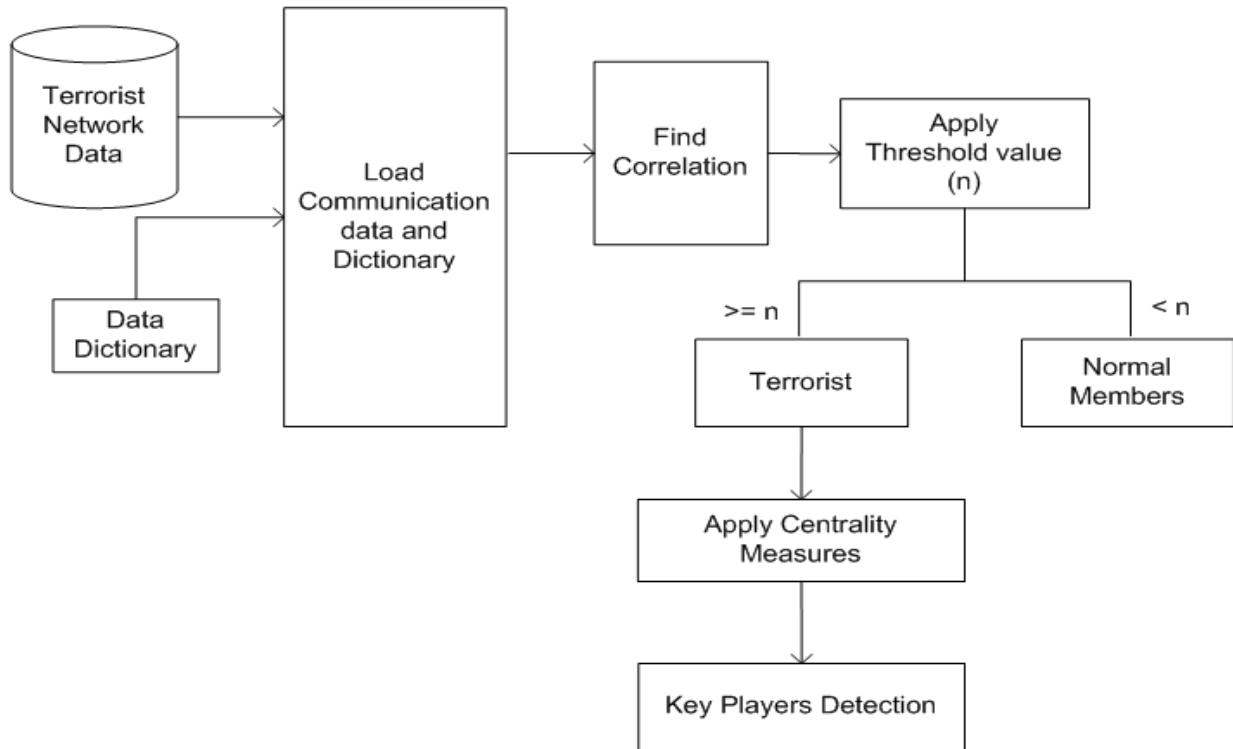 Terrorist
Network
Data
Data
Dictionary
Load
Communication
data and
Dictionary
Find
Correlation
Apply
Threshold value
(n)
>= n
< n
Terrorist
Normal
Members
Apply Centrality
Measures
Key Players Detection